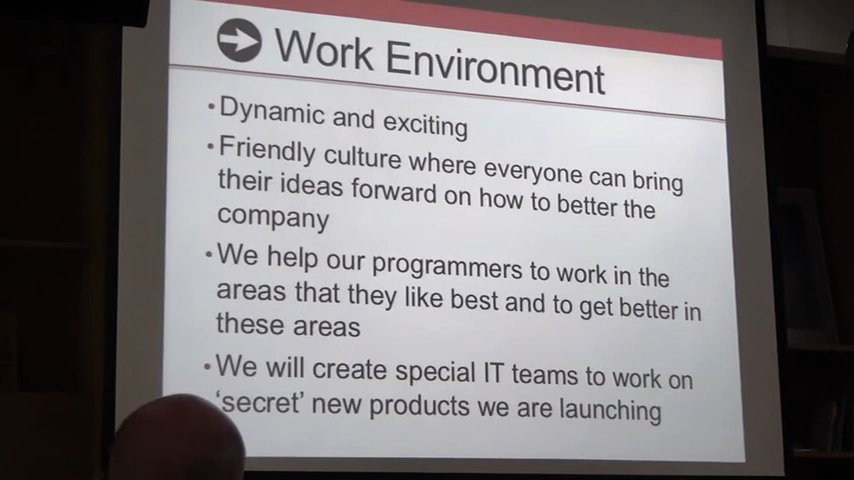 Work Environment
•Dynamic and exciting
•Friendly culture where everyone can bring
their ideas forward on how to better the
company
•We help our programmers to work in the
areas that they like best and to get better in
these areas
•We will create special IT teams to work on
‘secret’ new products we are launching